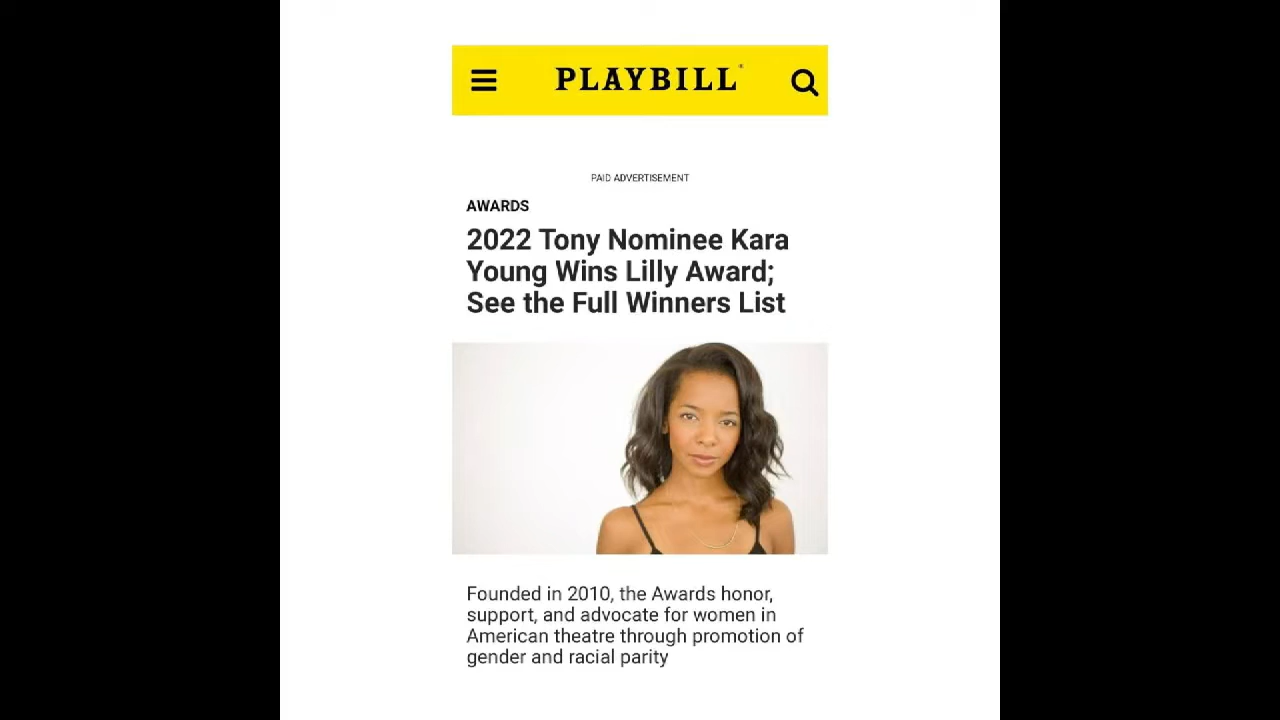 PLAYBILL
PAID ADVERTISEMENT
AWARDS
2022 Tony Nominee Kara
Young Wins Lilly Award;
See the Full Winners List
Founded in 2010, the Awards honor,
support, and advocate for women in
American theatre through promotion of
gender and racial parity